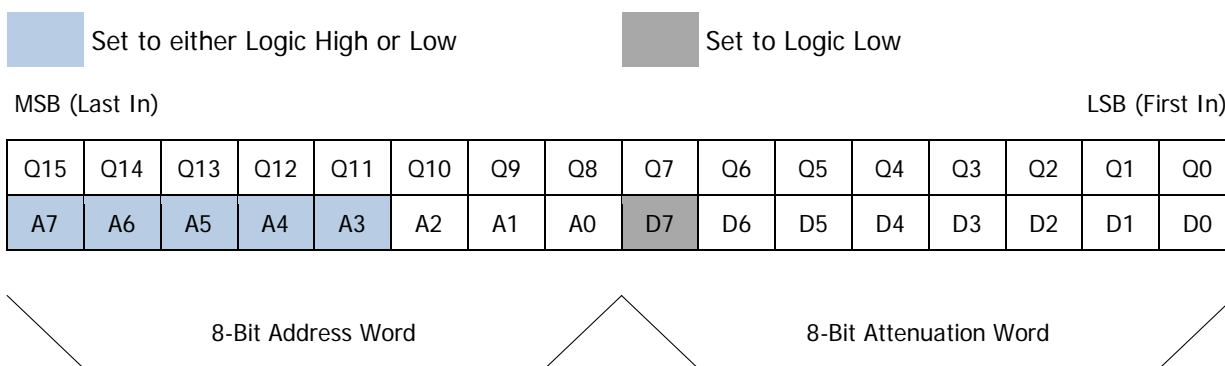 Set to either Logic High or Low Set to Logic Low
MSB (Last In) LSB (First In)
Q15 Q14 Q13 Q12 Q11 Q10 Q9 Q8 Q7 Q6 Q5 Q4 Q3 Q2 Q1 Q0
A7 A6 A5 A4 A3 A2 A1 A0 D7 D6 D5 D4 D3 D2 D1 D0
8-Bit Address Word 8-Bit Attenuation Word